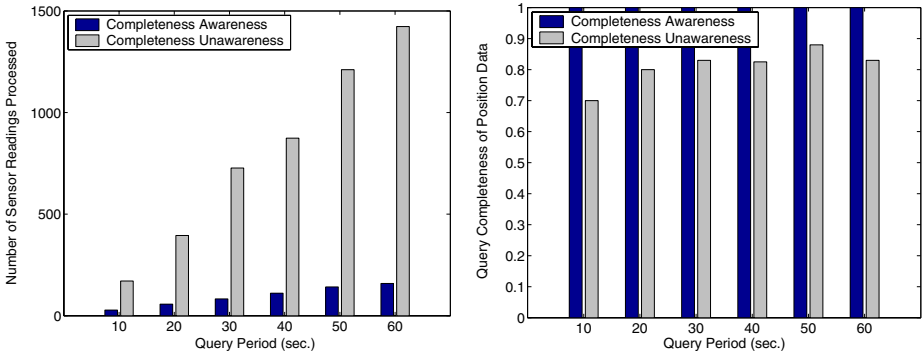 Completeness Awareness
Completeness Unawareness
Number of Sensor Readings Processed
1500
1000
500
0
10 20 30 40 50 60
Query Period (sec.)
Completeness Awareness
Completeness Unawareness
Query Completeness of Position Data
1
0.9
0.8
0.7
0.6
0.5
0.4
0.3
0.2
0.1
0
10 20 30 40 50 60
Query Period (sec.)